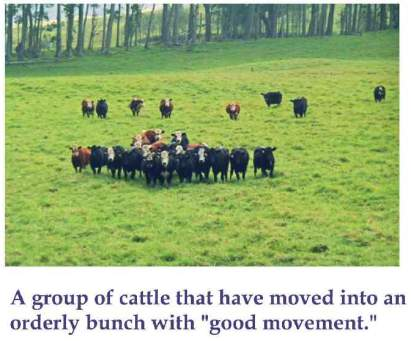 A group of cattle that have moved into an
orderly bunch with "good movement."